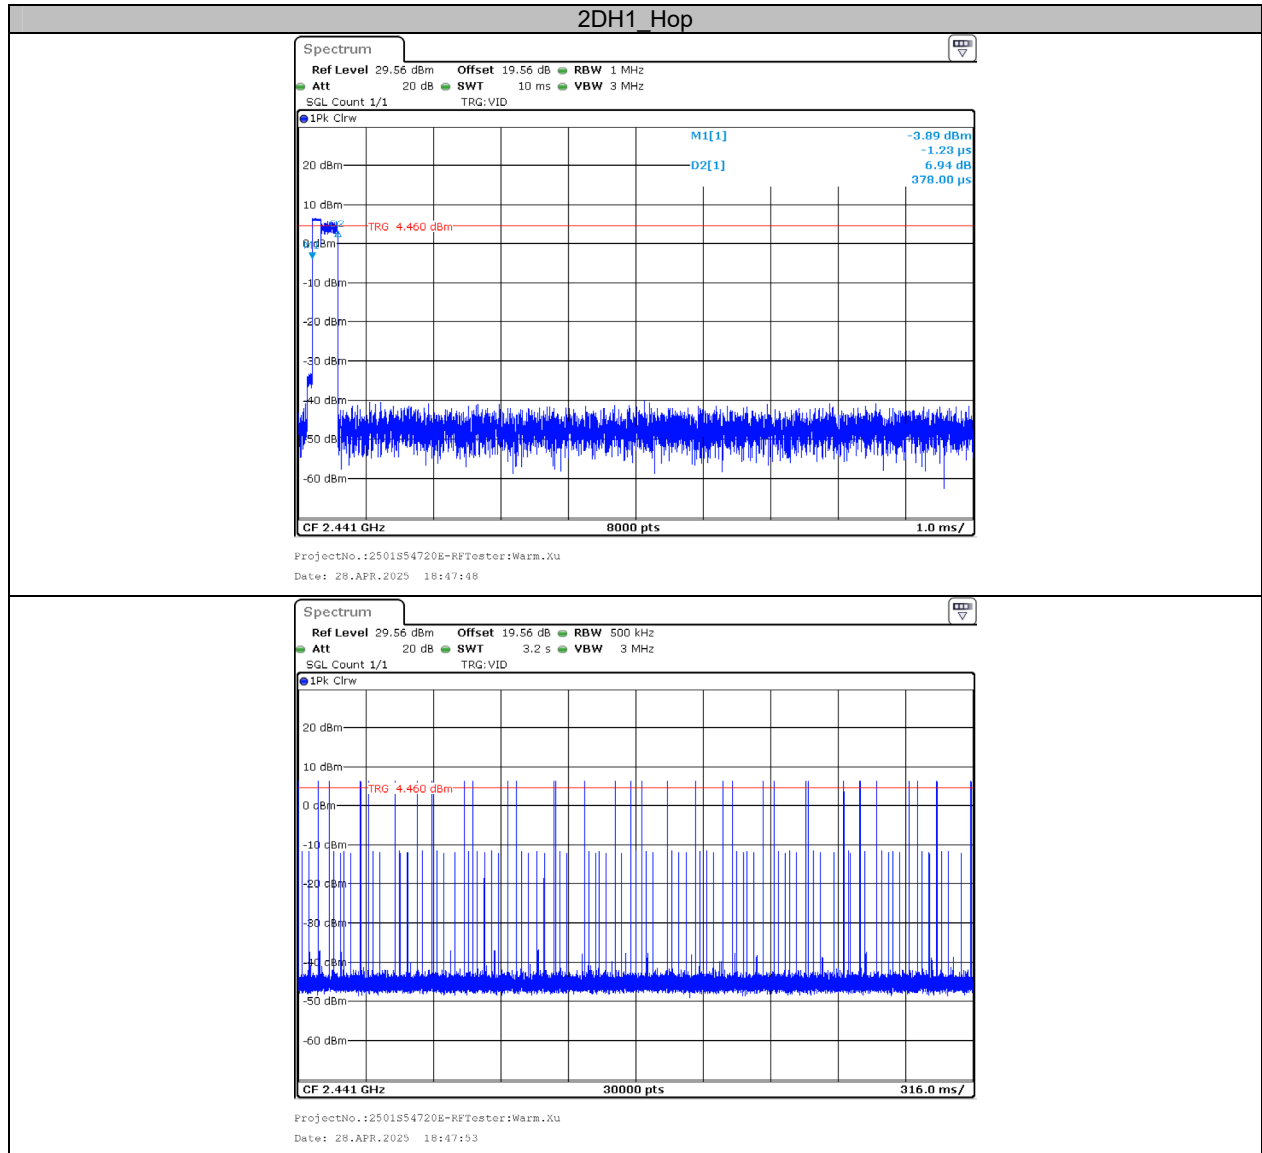 2DH1_Hop
Spectrum
Ref Level 29.56 dBm Offset 19.56 dB RBW 1 MHz
Att 20 dB SWT 10 ms VBW 3 MHz
SGL Count 1/1 TRG:VID
1Pk Clrw
M1[1] -3.89 dBm
-1.23 µs
20 dBm D2[1] 6.94 dB
378.00 µs
10 dBm
TRG 4.460 dBm
0 dBm
-10 dBm
-20 dBm
-30 dBm
-40 dBm
-50 dBm
-60 dBm
CF 2.441 GHz 8000 pts 1.0 ms/
ProjectNo.:2501S54720E-RFTester:Warm.Xu
Date: 28.APR.2025 18:47:48
Spectrum
Ref Level 29.56 dBm Offset 19.56 dB RBW 500 kHz
Att 20 dB SWT 3.2 s VBW 3 MHz
SGL Count 1/1 TRG:VID
1Pk Clrw
20 dBm
10 dBm
TRG 4.460 dBm
0 dBm
-10 dBm
-20 dBm
-30 dBm
-40 dBm
-50 dBm
-60 dBm
CF 2.441 GHz 30000 pts 316.0 ms/
ProjectNo.:2501S54720E-RFTester:Warm.Xu
Date: 28.APR.2025 18:47:53